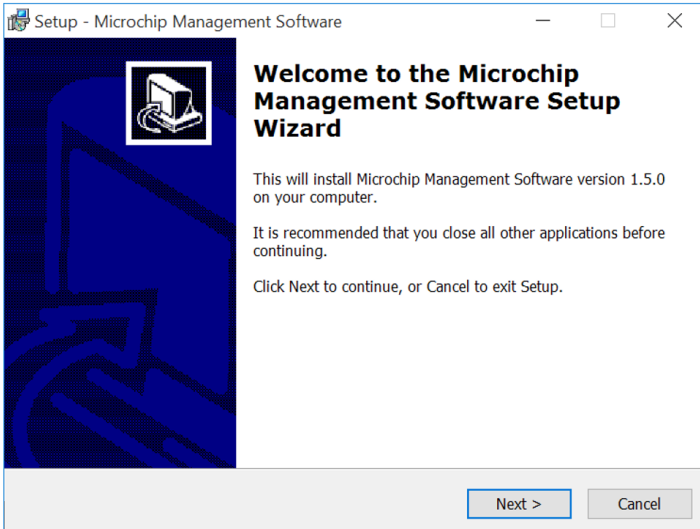 Setup - Microchip Management Software
Welcome to the Microchip
Management Software Setup
Wizard
This will install Microchip Management Software version 1.5.0
on your computer.
It is recommended that you close all other applications before
continuing.
Click Next to continue, or Cancel to exit Setup.
Next >
Cancel